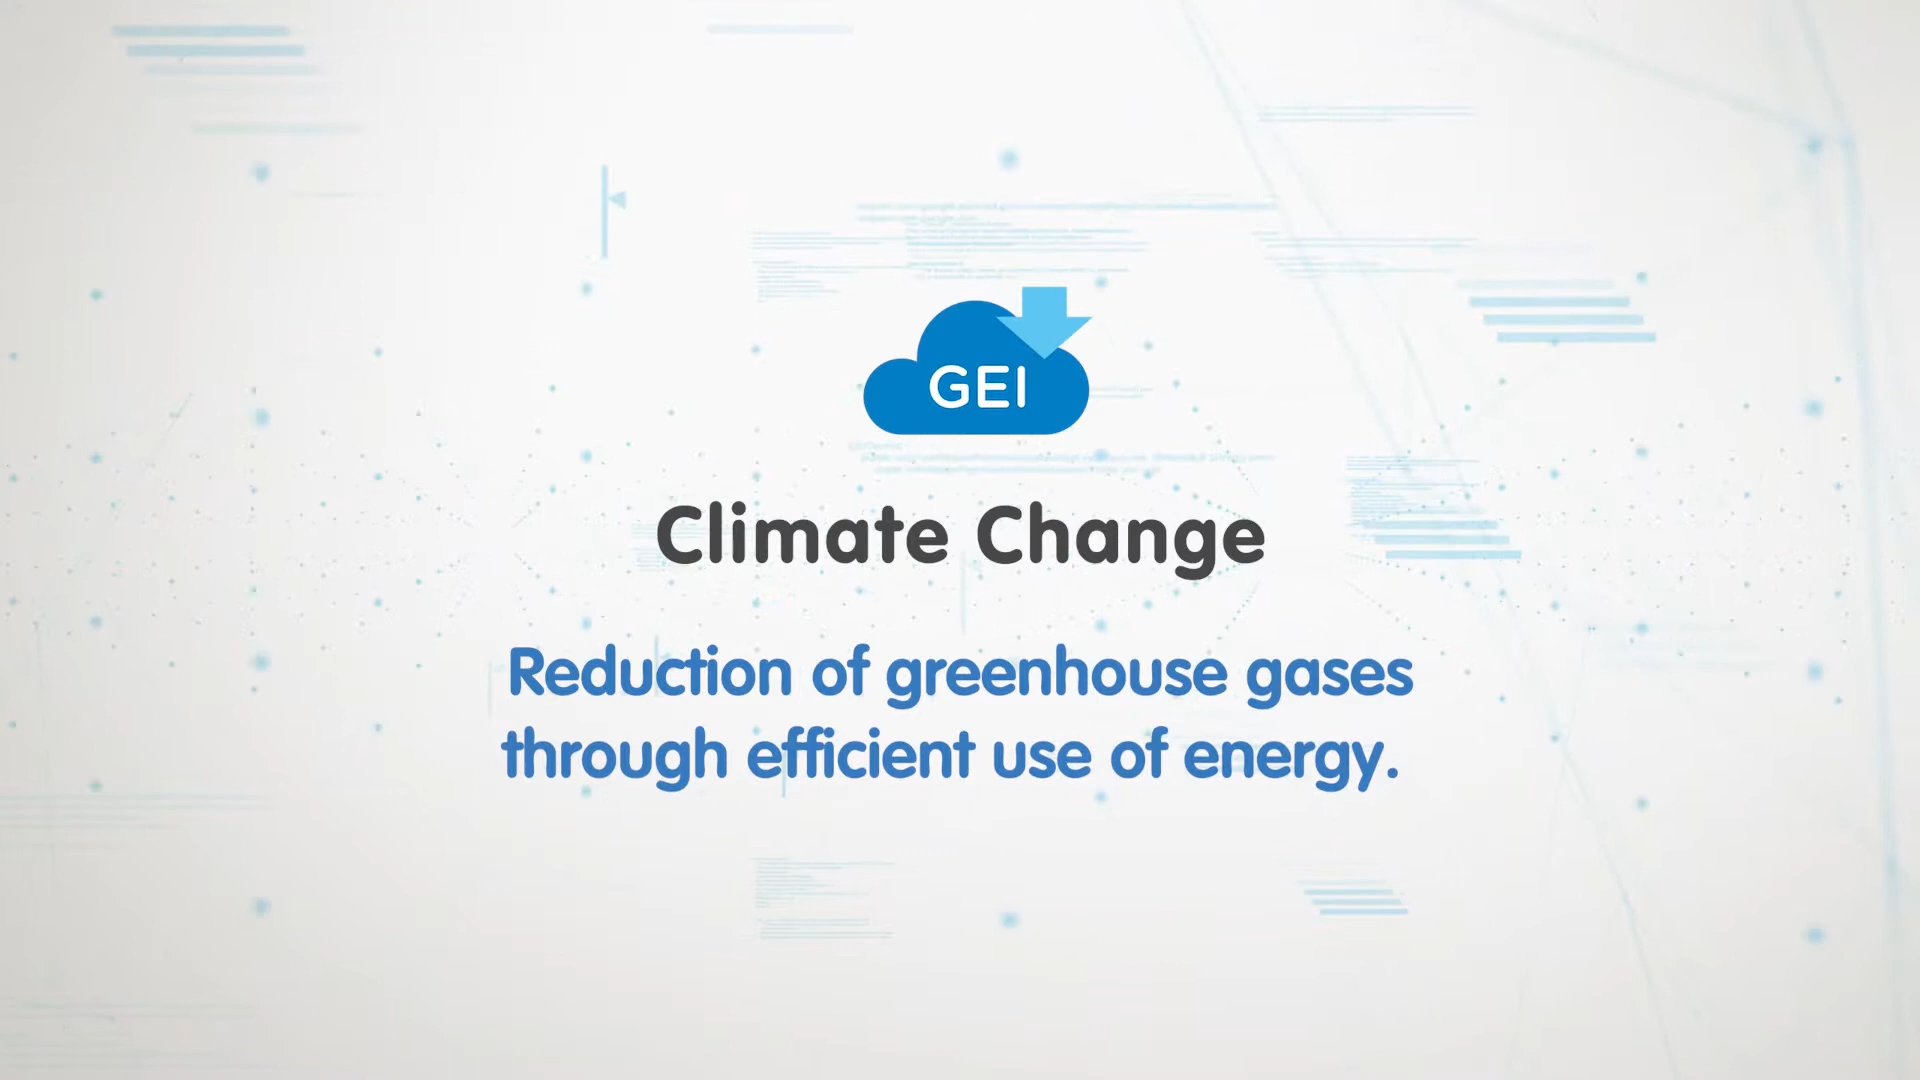 GEI
Climate Change
Reduction of greenhouse gases
through efficient use of energy.